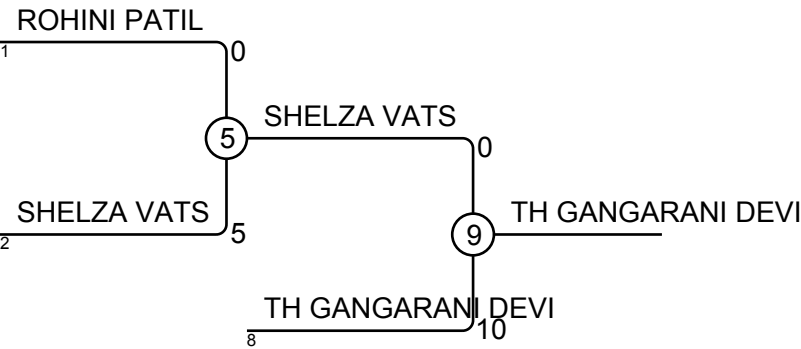 ROHINI PATIL
1
0
5
SHELZA VATS
SHELZA VATS
2
5
0
9
TH GANGARANI DEVI
TH GANGARANI DEVI
8
10